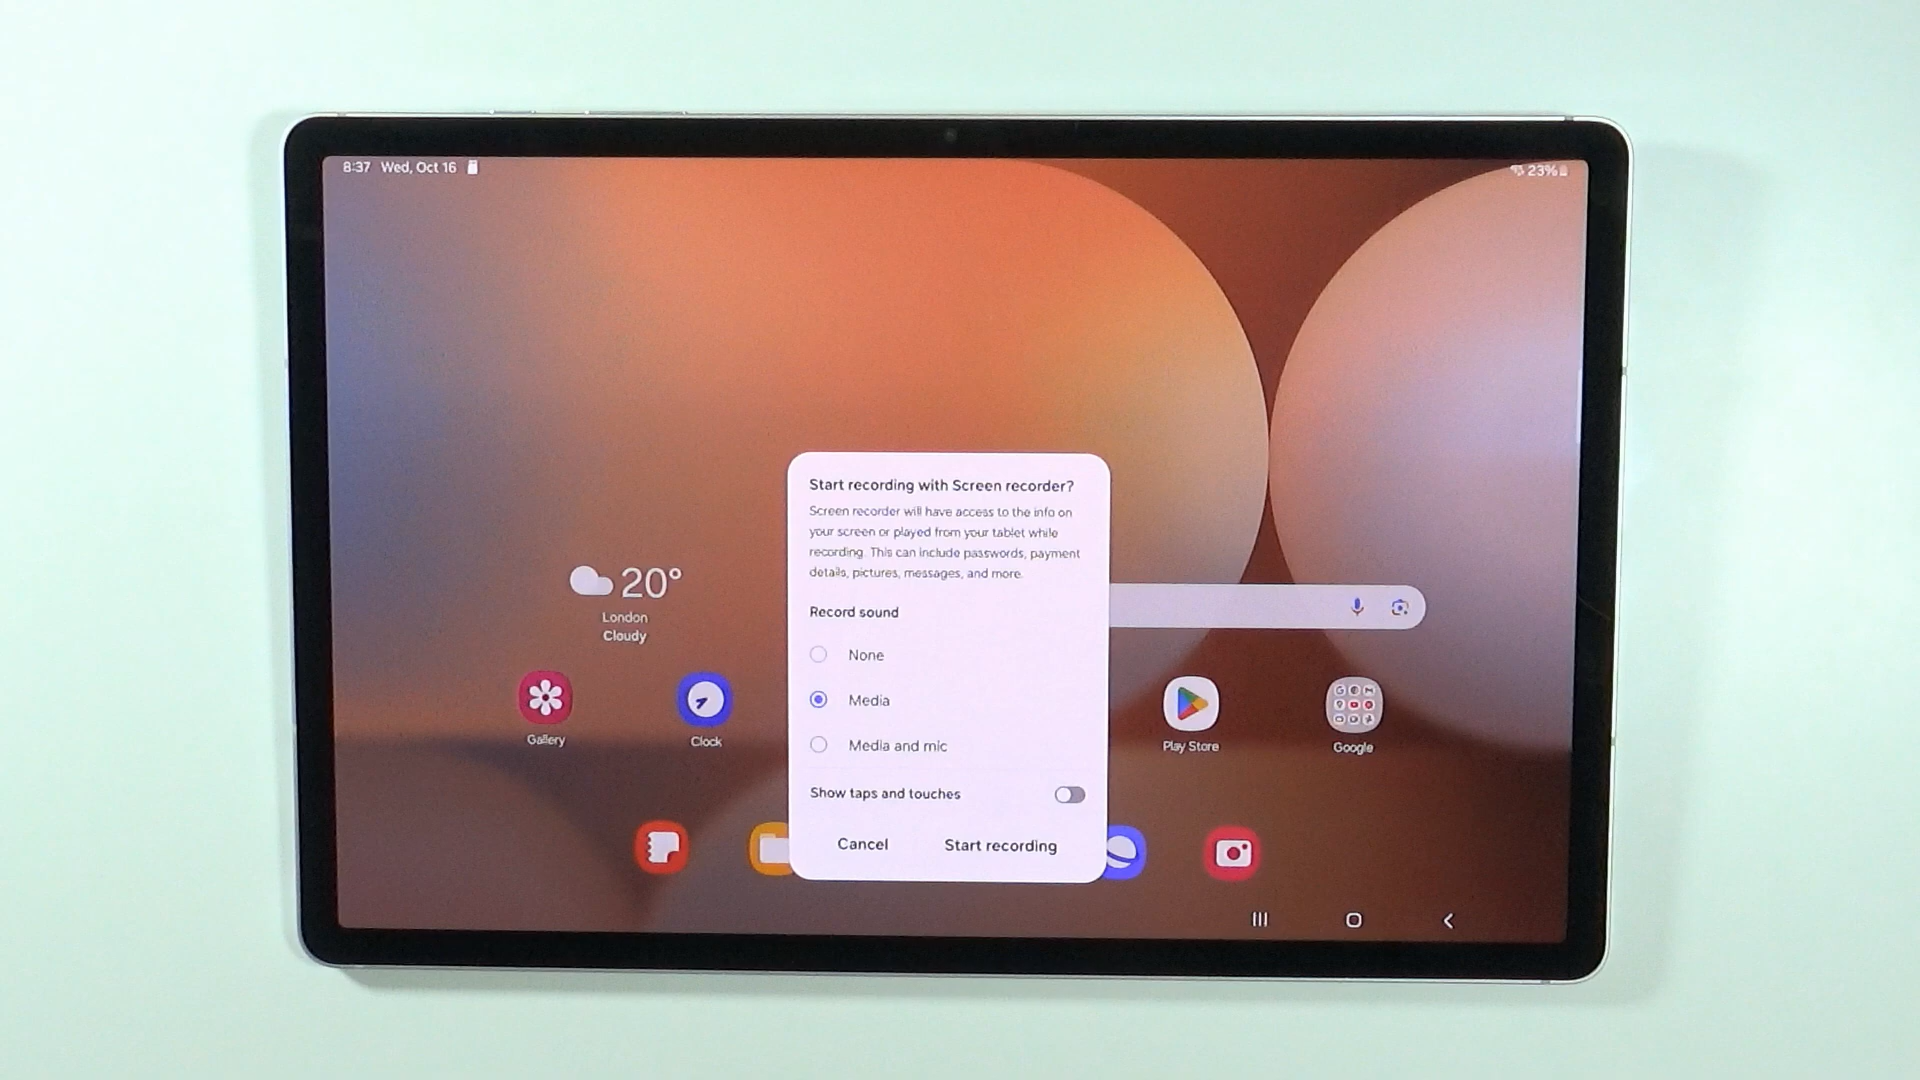 8:37 Wed, Oct 16
23%
Start recording with Screen recorder?
Screen recorder will have access to the info on
your screen or played from your tablet while
recording. This can include passwords, payment
details, pictures, messages, and more.
Record sound
None
Media
Media and mic
Show taps and touches
Cancel Start recording
20°
London
Cloudy
Gallery
Clock
Play Store
Google